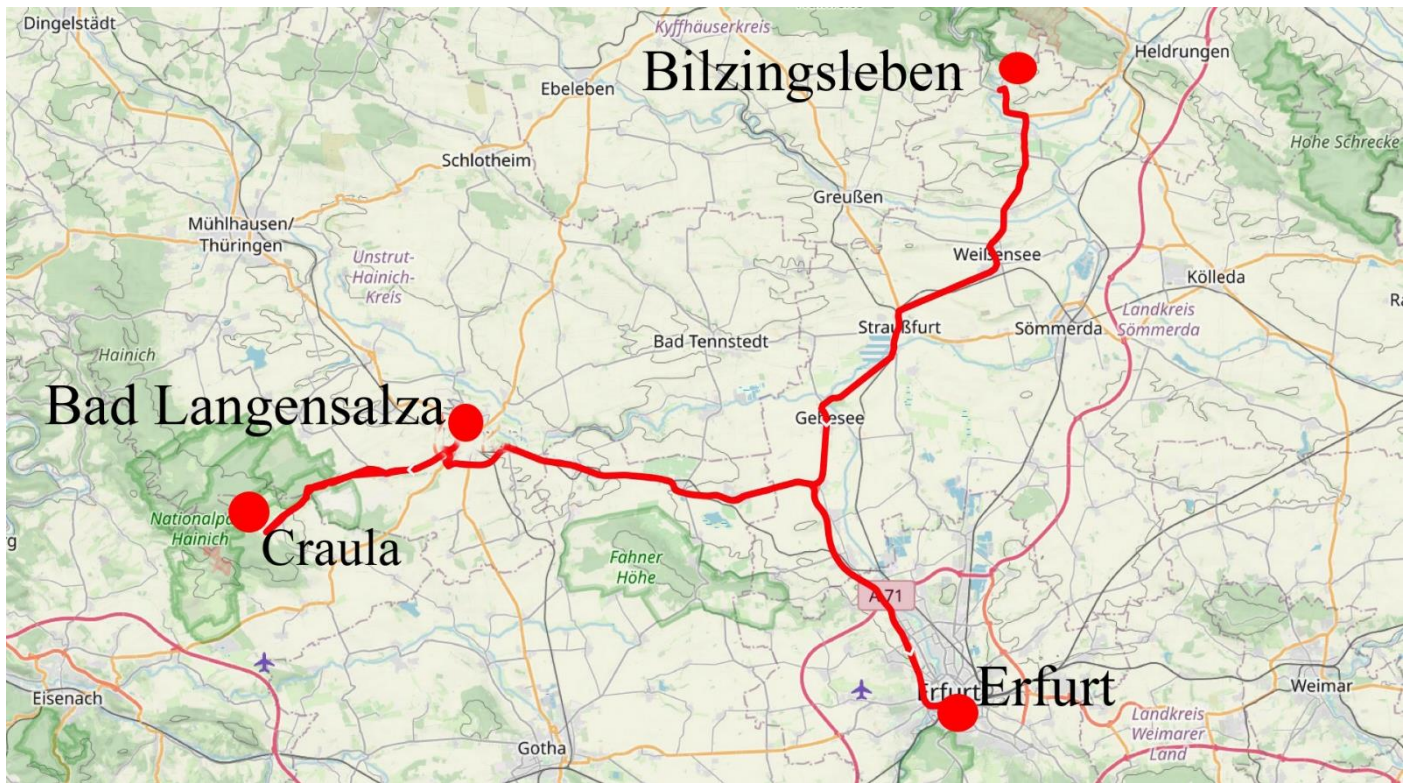 Dingelstädt
Kyffhäuserkreis
Heldrungen
Bilzingsleben
Ebeleben
Hohe Schrecke
Schlotheim
Greußen
Mühlhausen/
Thüringen
Weißensee
Unstrut-
Hainich-
Kreis
Kölleda
Landkreis
Sömmerda
Straußfurt
Sömmerda
Bad Tennstedt
Hainich
Bad Langensalza
Gebesee
Nationalpa
Hainich
Craula
Fahner
Höhe
A 71
Erfurt
Erfurt
Eisenach
Weimar
Landkreis
Weimarer
Land
Gotha